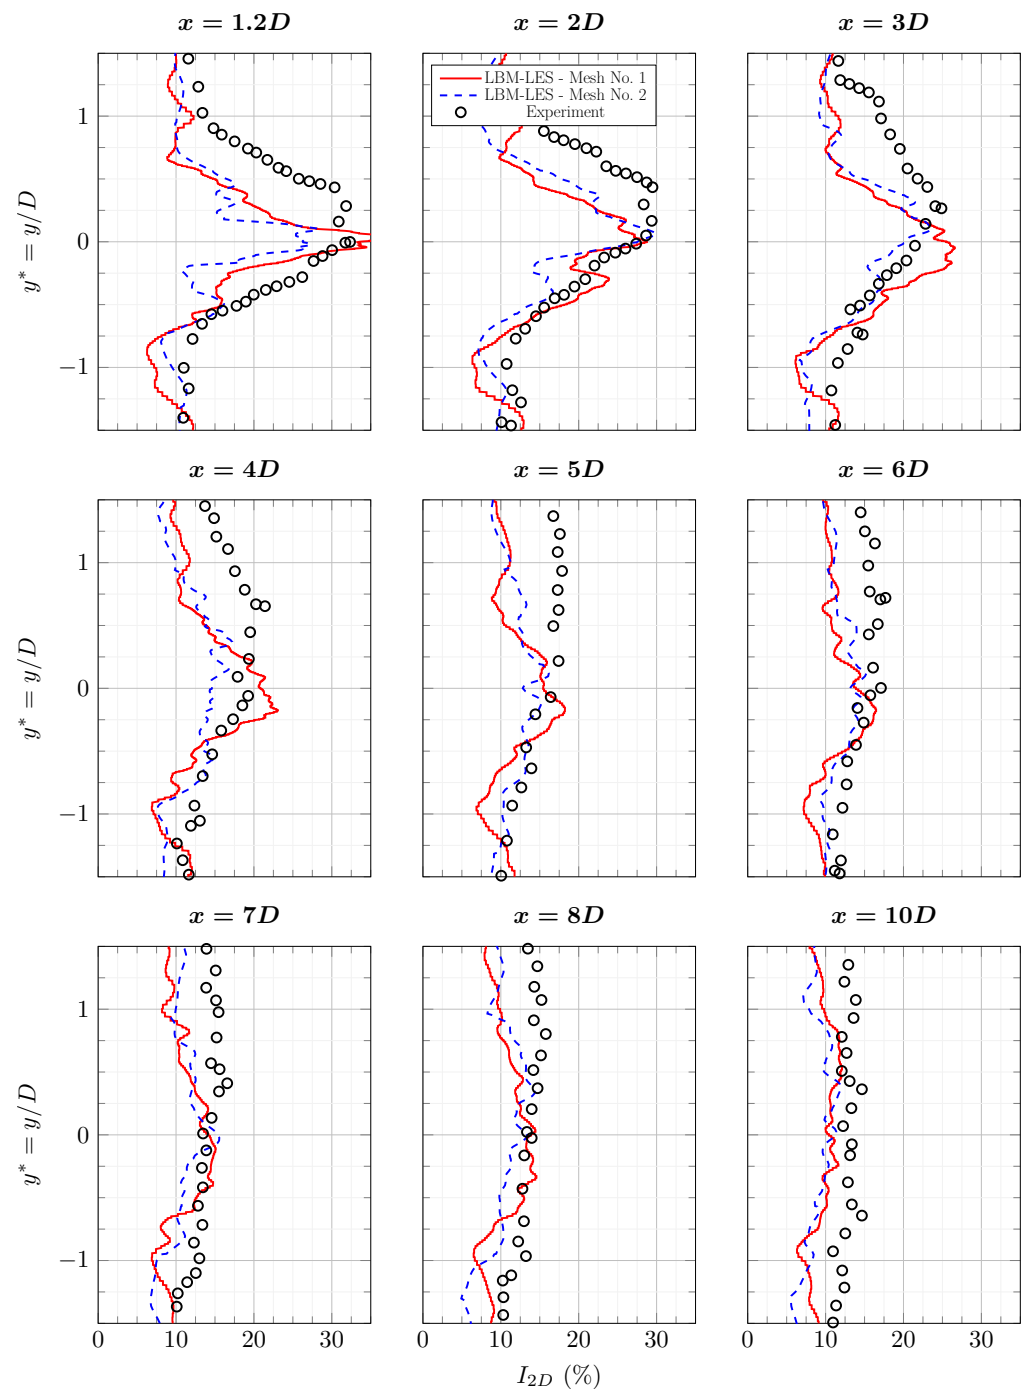 x = 1.2D
x = 2D
x = 3D
LBM-LES - Mesh No. 1
LBM-LES - Mesh No. 2
Experiment
1
0
−1
y* = y/D
x = 4D
x = 5D
x = 6D
1
0
−1
y* = y/D
x = 7D
x = 8D
x = 10D
1
0
−1
y* = y/D
0 10 20 30 0 10 20 30 0 10 20 30
I2D (%)